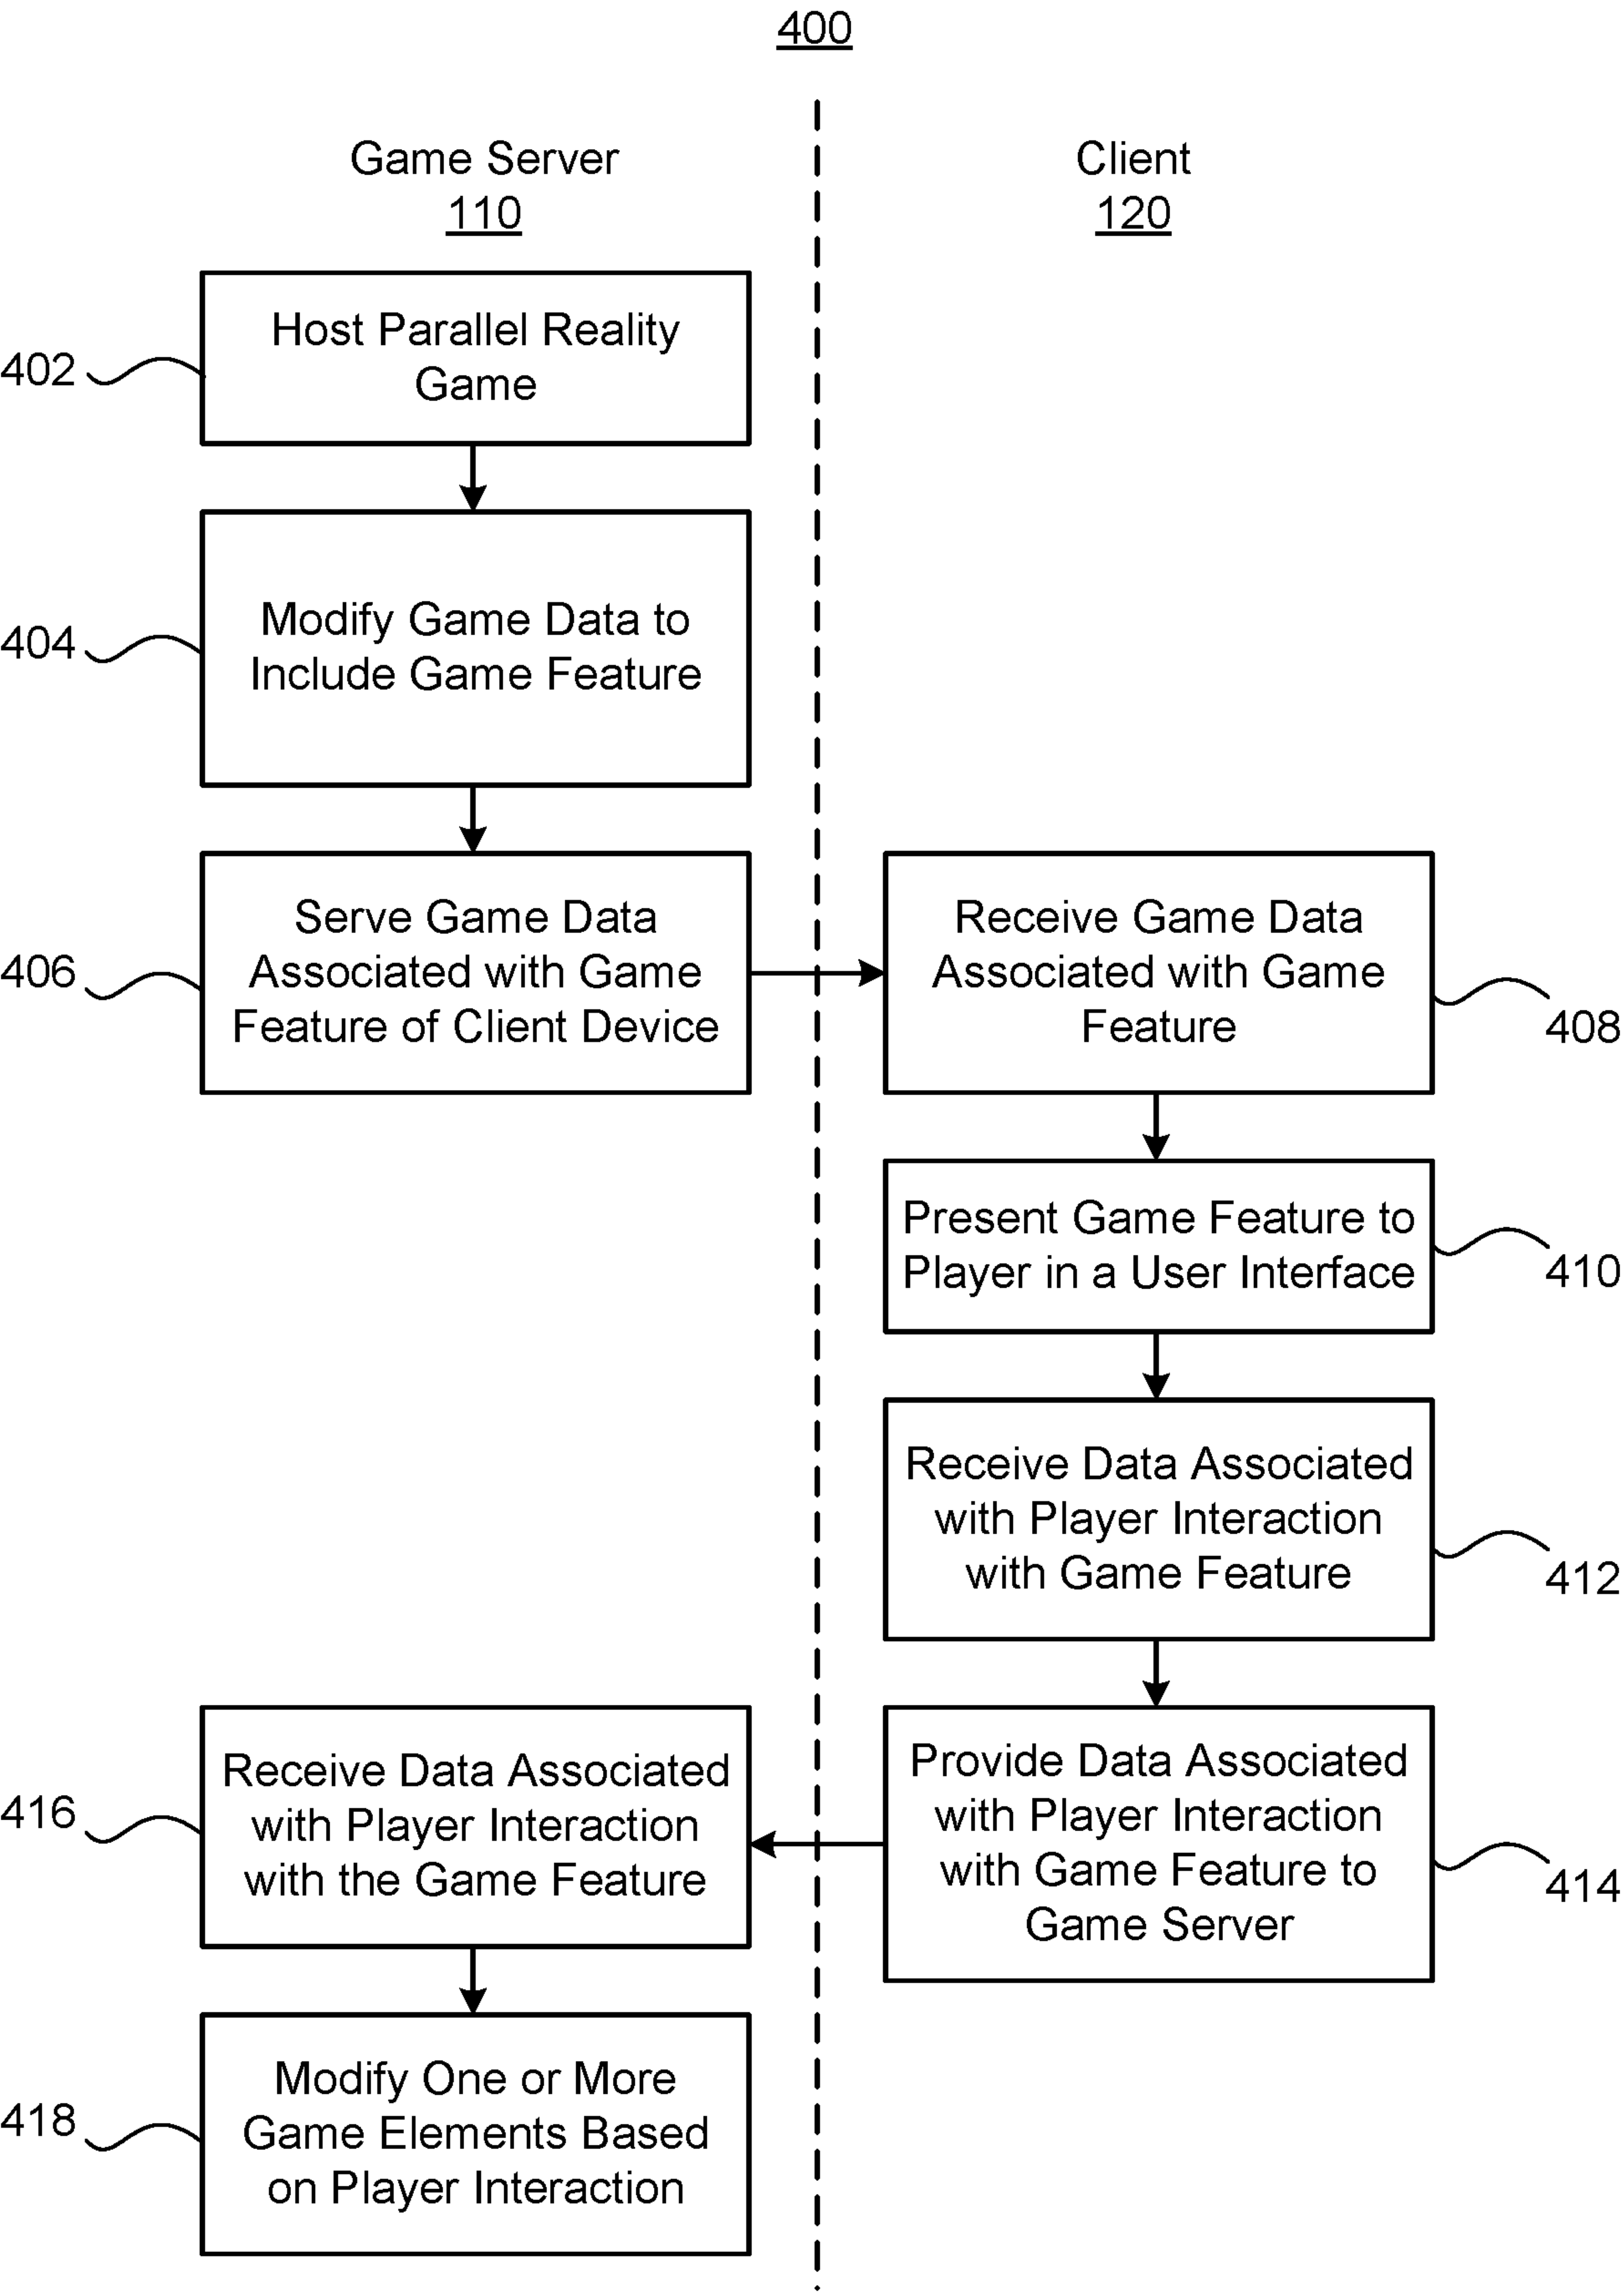 400
Game Server
110
Client
120
402
Host Parallel Reality
Game
404
Modify Game Data to
Include Game Feature
406
Serve Game Data
Associated with Game
Feature of Client Device
Receive Game Data
Associated with Game
Feature
408
Present Game Feature to
Player in a User Interface
410
Receive Data Associated
with Player Interaction
with Game Feature
412
Provide Data Associated
with Player Interaction
with Game Feature to
Game Server
414
416
Receive Data Associated
with Player Interaction
with the Game Feature
418
Modify One or More
Game Elements Based
on Player Interaction